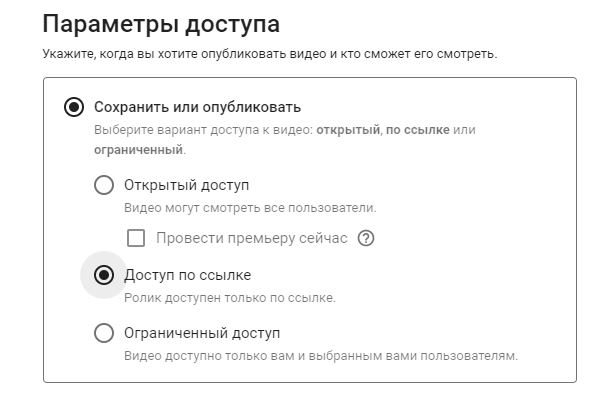 Параметры доступа
Укажите, когда вы хотите опубликовать видео и кто сможет его смотреть.
Сохранить или опубликовать
Выберите вариант доступа к видео: открытый, по ссылке или
ограниченный.
Открытый доступ
Видео могут смотреть все пользователи.
Провести премьеру сейчас ?
Доступ по ссылке
Ролик доступен только по ссылке.
Ограниченный доступ
Видео доступно только вам и выбранным вами пользователям.